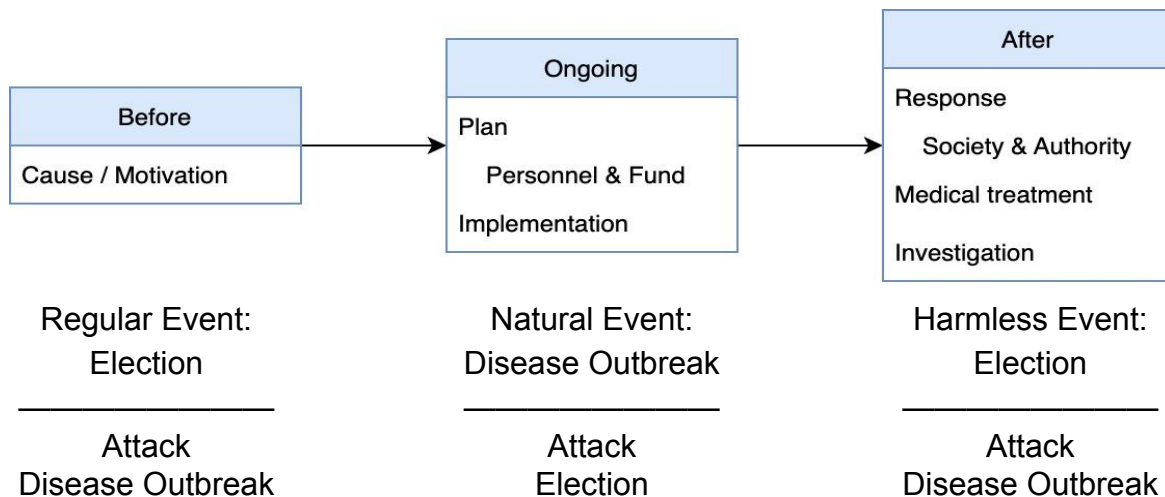 Before
Cause / Motivation
Ongoing
Plan
Personnel & Fund
Implementation
After
Response
Society & Authority
Medical treatment
Investigation
Regular Event:
Election
Attack
Disease Outbreak
Natural Event:
Disease Outbreak
Attack
Election
Harmless Event:
Election
Attack
Disease Outbreak